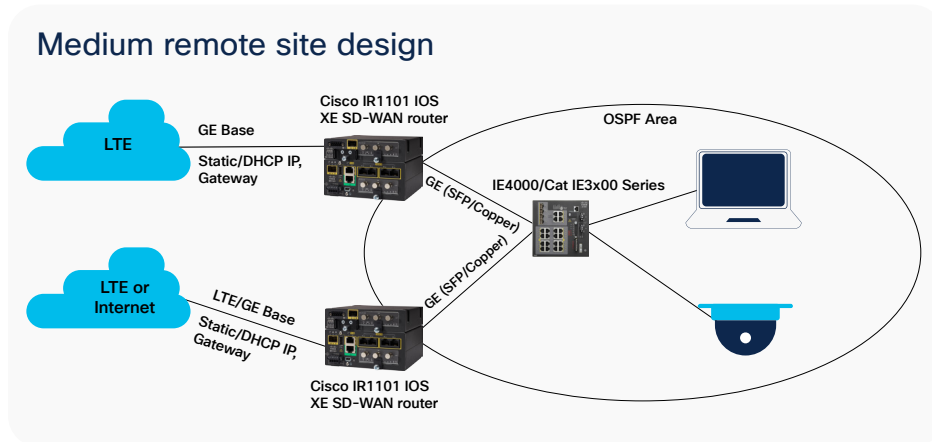 Medium remote site design
Cisco IR1101 IOS
XE SD-WAN router
LTE
GE Base
Static/DHCP IP,
Gateway
OSPF Area
GE (SFP/Copper)
IE4000/Cat IE3x00 Series
GE (SFP/Copper)
LTE or
Internet
LTE/GE Base
Static/DHCP IP,
Gateway
Cisco IR1101 IOS
XE SD-WAN router